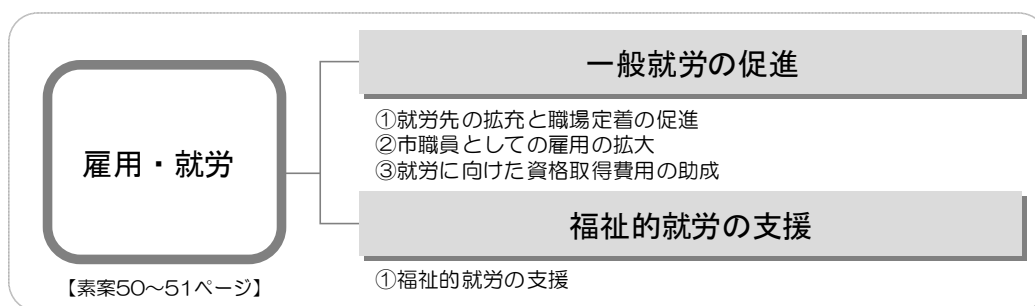 雇用・就労
【素案50～51ページ】
一般就労の促進
①就労先の拡充と職場定着の促進
②市職員としての雇用の拡大
③就労に向けた資格取得費用の助成
福祉的就労の支援
①福祉的就労の支援